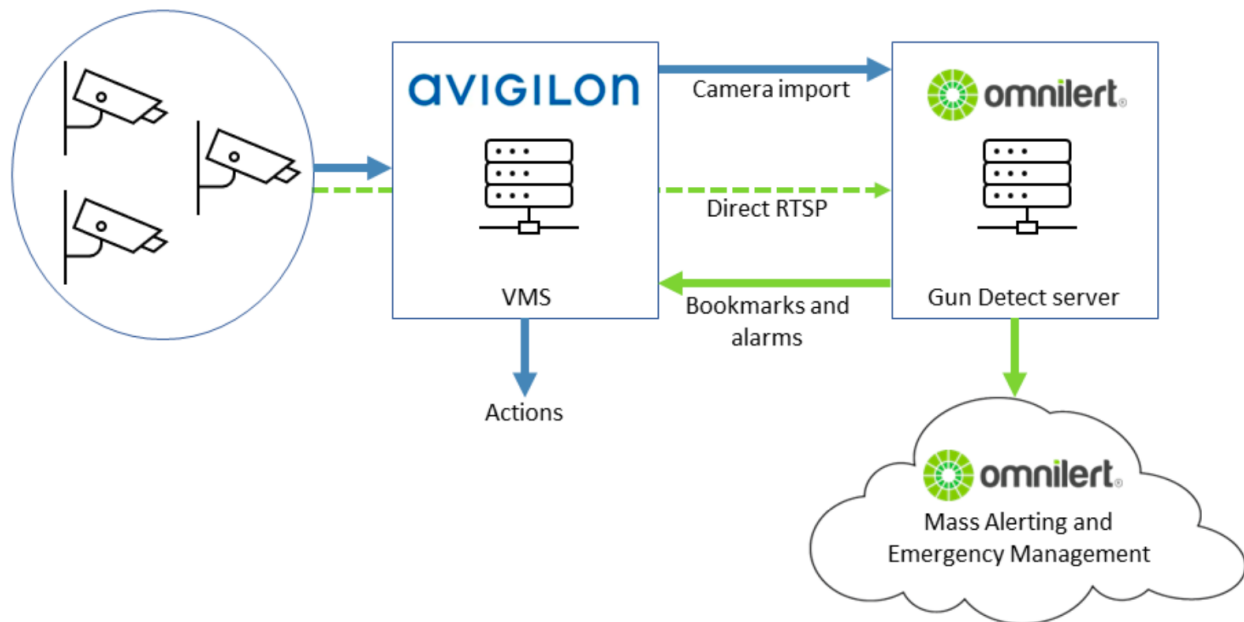 aVIGILON
Camera import
omnilert®
Direct RTSP
VMS
Bookmarks and
alarms
Gun Detect server
Actions
omnilert®
Mass Alerting and
Emergency Management